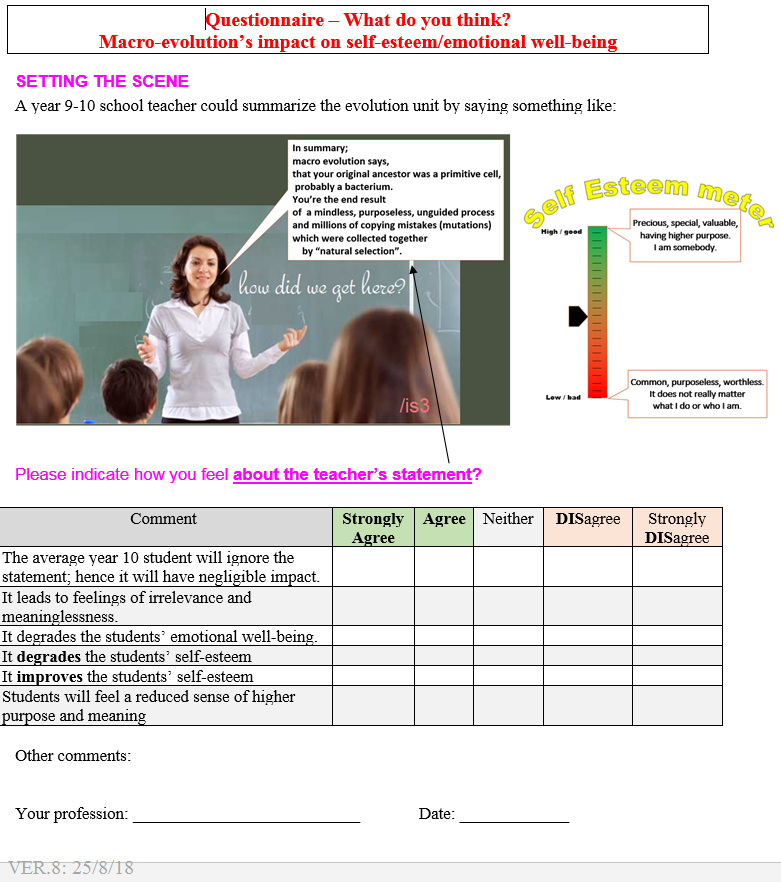 Questionnaire – What do you think?
Macro-evolution's impact on self-esteem/emotional well-being
SETTING THE SCENE
A year 9-10 school teacher could summarize the evolution unit by saying something like:
In summary;
macro evolution says,
that your original ancestor was a primitive cell,
probably a bacterium.
You're the end result
of a mindless, purposeless, unguided process
and millions of copying mistakes (mutations)
which were collected together
by "natural selection".
how did we get here?
/is3
Self Esteem meter
High / good
Precious, special, valuable,
having higher purpose.
I am somebody.
Low / bad
Common, purposeless, worthless.
It does not really matter
what I do or who I am.
Please indicate how you feel about the teacher's statement?
Comment
Strongly
Agree
Agree
Neither
DISagree
Strongly
DISagree
The average year 10 student will ignore the
statement; hence it will have negligible impact.
It leads to feelings of irrelevance and
meaninglessness.
It degrades the students' emotional well-being.
It degrades the students' self-esteem
It improves the students' self-esteem
Students will feel a reduced sense of higher
purpose and meaning
Other comments:
Your profession: ___________________________ Date: _____________
VER.8: 25/8/18